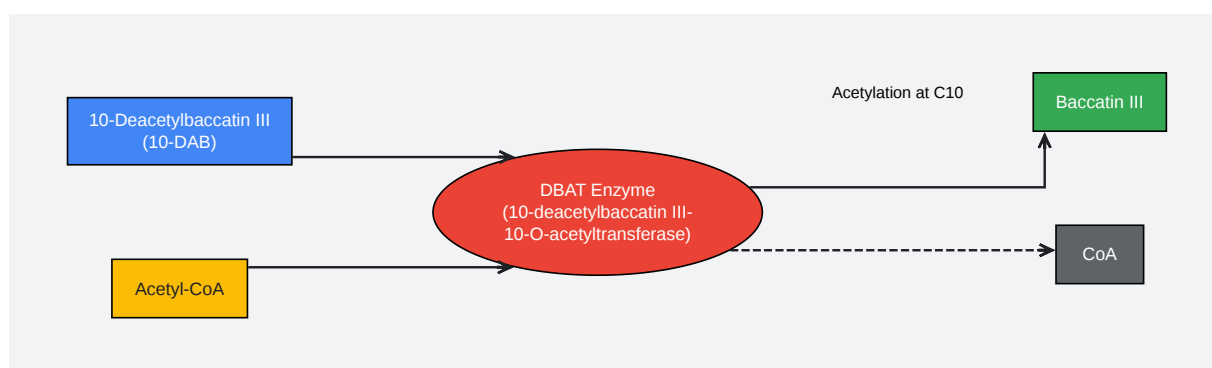 10-Deacetylbaccatin III
(10-DAB)
Acetyl-CoA
DBAT Enzyme
(10-deacetylbaccatin III-
10-O-acetyltransferase)
Acetylation at C10
Baccatin III
CoA